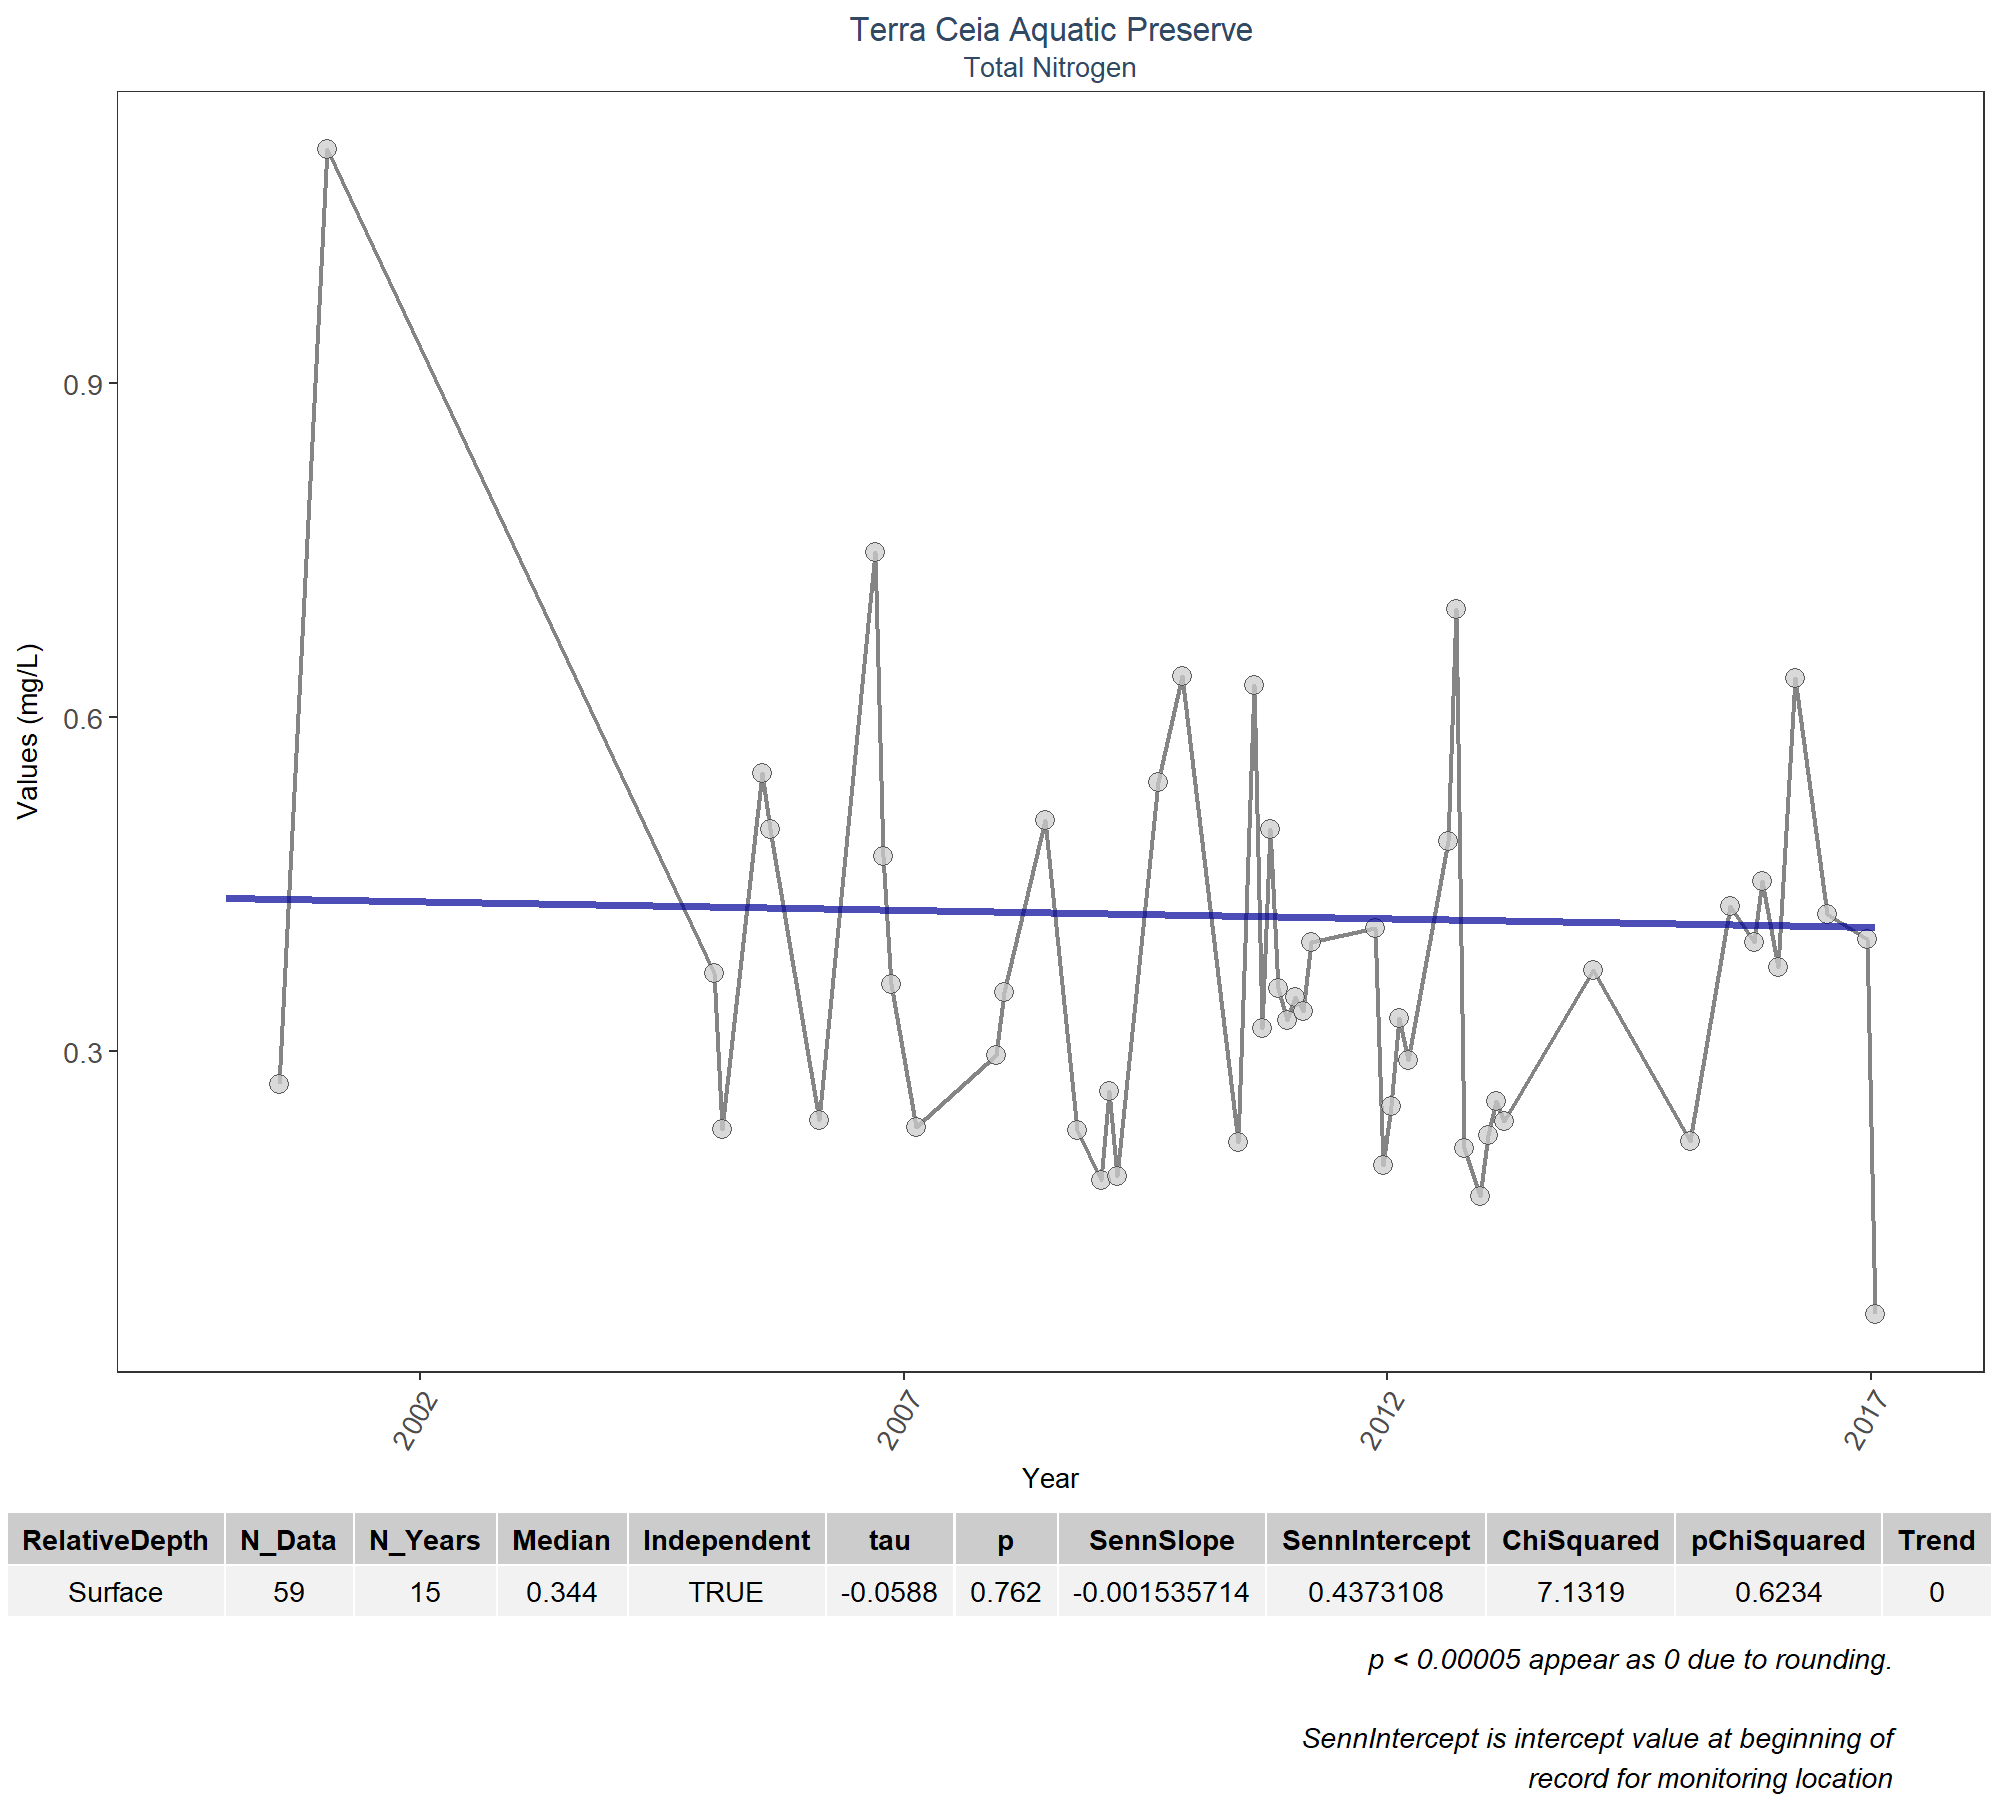 Terra Ceia Aquatic Preserve
Total Nitrogen
Values (mg/L)
0.9
0.6
0.3
2002 2007 2012 2017
Year
RelativeDepth N_Data N_Years Median Independent tau p SennSlope SennIntercept ChiSquared pChiSquared Trend
Surface 59 15 0.344 TRUE -0.0588 0.762 -0.001535714 0.4373108 7.1319 0.6234 0
p < 0.00005 appear as 0 due to rounding.
SennIntercept is intercept value at beginning of
record for monitoring location